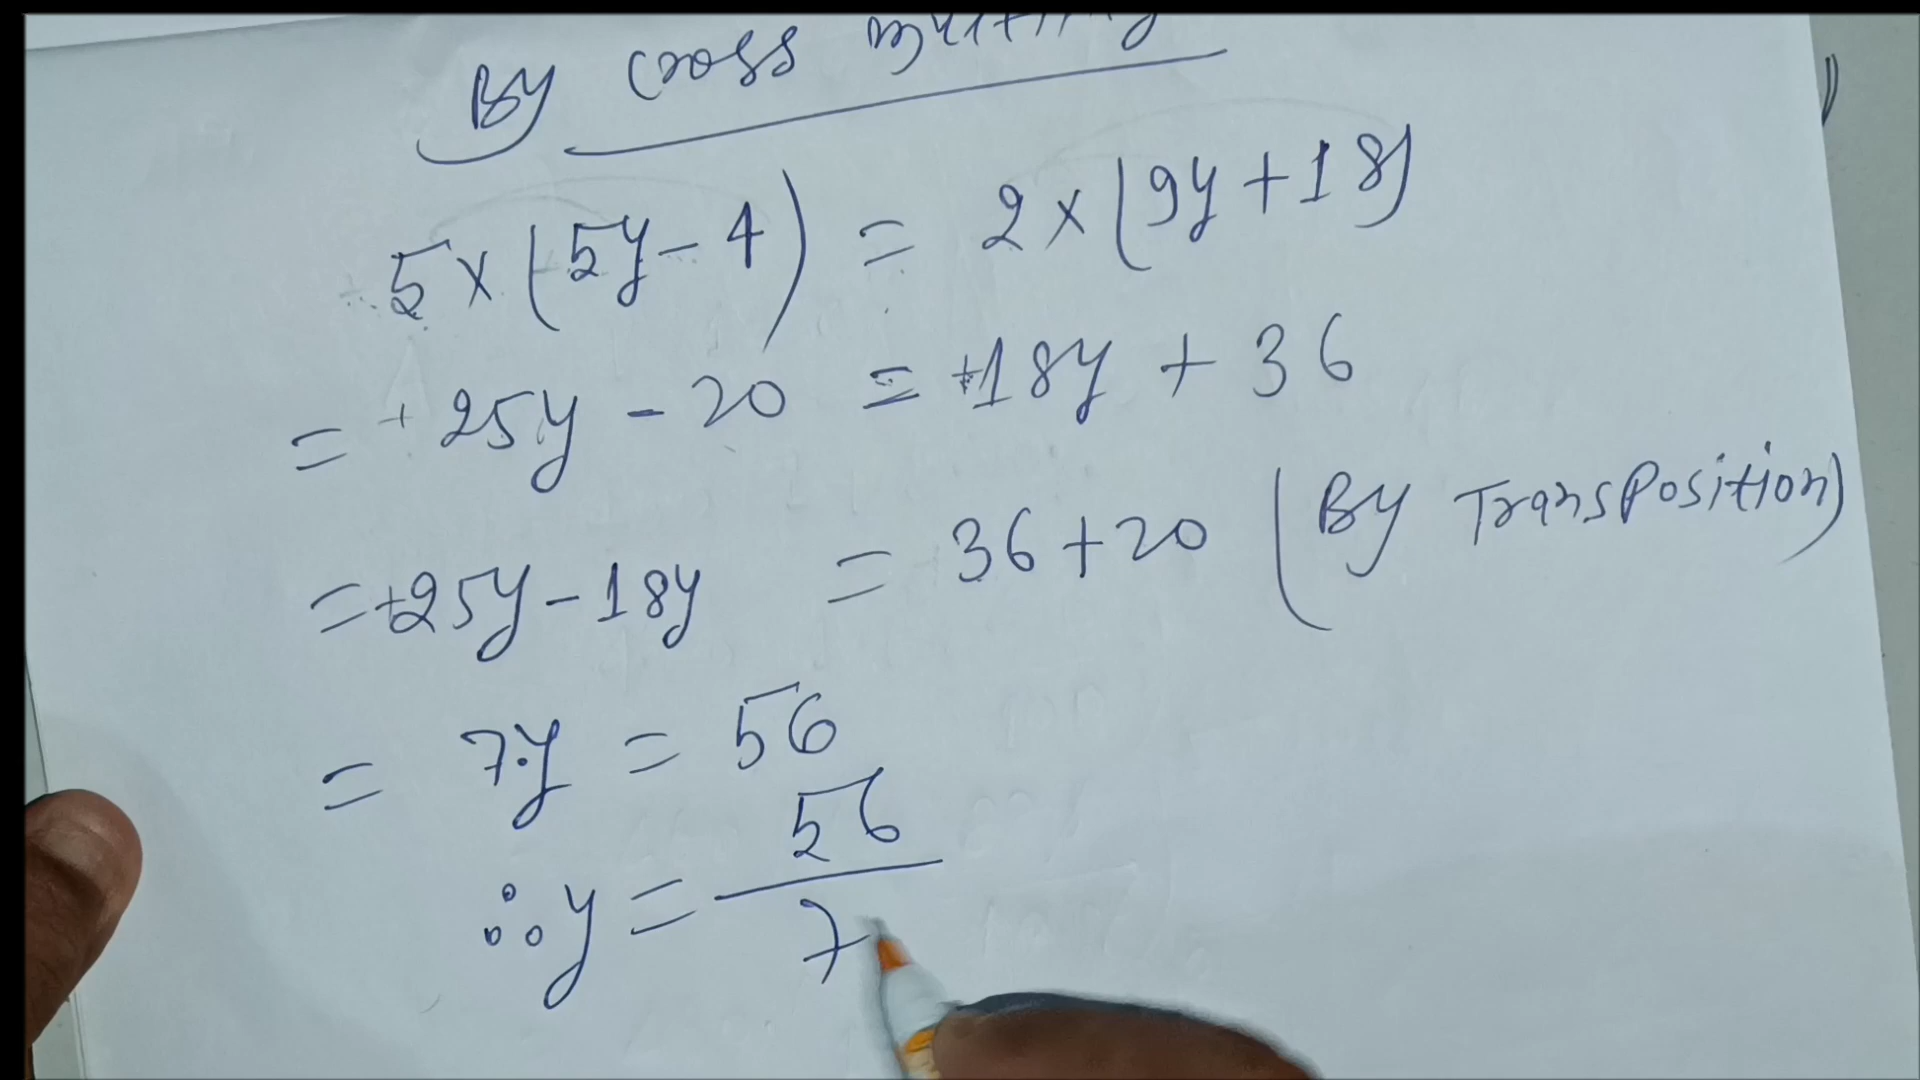 By Cross
5 × (5y - 4) = 2 × (9y + 18)
= + 25y - 20 = +18y + 36
= +25y - 18y = 36 + 20 (By Transposition)
= 7y = 56
∴ y = 56/7